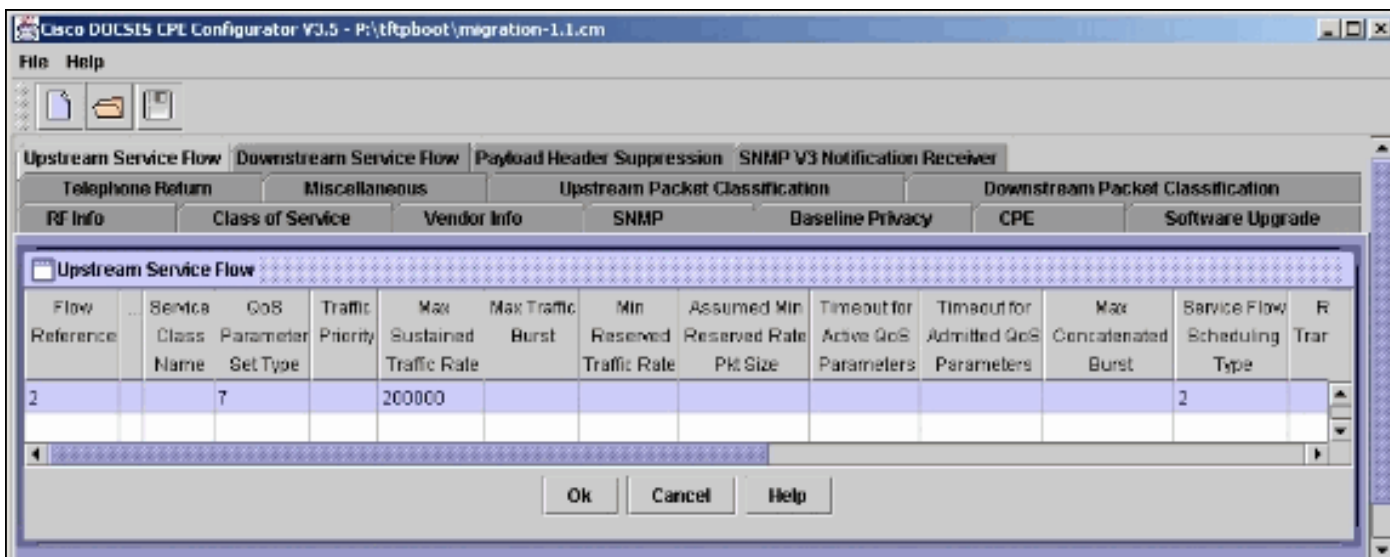 Cisco DOCSIS CPE Configurator V3.5 - P:\tftpboot\migration-1.1.cm
File Help
Upstream Service Flow Downstream Service Flow Payload Header Suppression SNMP V3 Notification Receiver
Telephone Return Miscellaneous Upstream Packet Classification Downstream Packet Classification
RF Info Class of Service Vendor Info SNMP Baseline Privacy CPE Software Upgrade
Upstream Service Flow
Flow ... Service QoS Traffic Max Max Traffic Min Assumed Min Timeout for Timeout for Max Service Flow R
Reference Class Parameter Priority Sustained Burst Reserved Reserved Rate Active QoS Admitted QoS Concatenated Scheduling Tran
Name Set Type Traffic Rate Traffic Rate Pkt Size Parameters Parameters Burst Type
2 7 200000 2
Ok Cancel Help